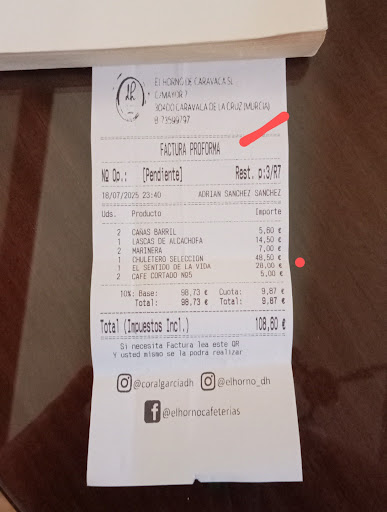 EL HORNO DE CARAVACA SL
C/MAYOR 7
30400 CARAVALA DE LA CRUZ (MURCIA)
B 73599797
FACTURA PROFORMA
Nº Op.: [Pendiente] Rest. p:3/R7
18/07/2025 23:40 ADRIAN SANCHEZ SANCHEZ
Uds. Producto Importe
2 CAÑAS BARRIL 5,60 €
1 LASCAS DE ALCACHOFA 14,50 €
2 MARINERA 7,00 €
1 CHULETERO SELECCION 48,50 €
1 EL SENTIDO DE LA VIDA 28,00 €
2 CAFE CORTADO NOS 5,00 €
10%: Base: 98,73 € Cuota: 9,87 €
Total: 98,73 € Total: 9,87 €
Total (Impuestos Incl.) 108,60 €
Si necesita Factura lea este QR
Y usted mismo se la podra realizar
@coralgarciadh @elhorno_dh
@elhornocafeterias